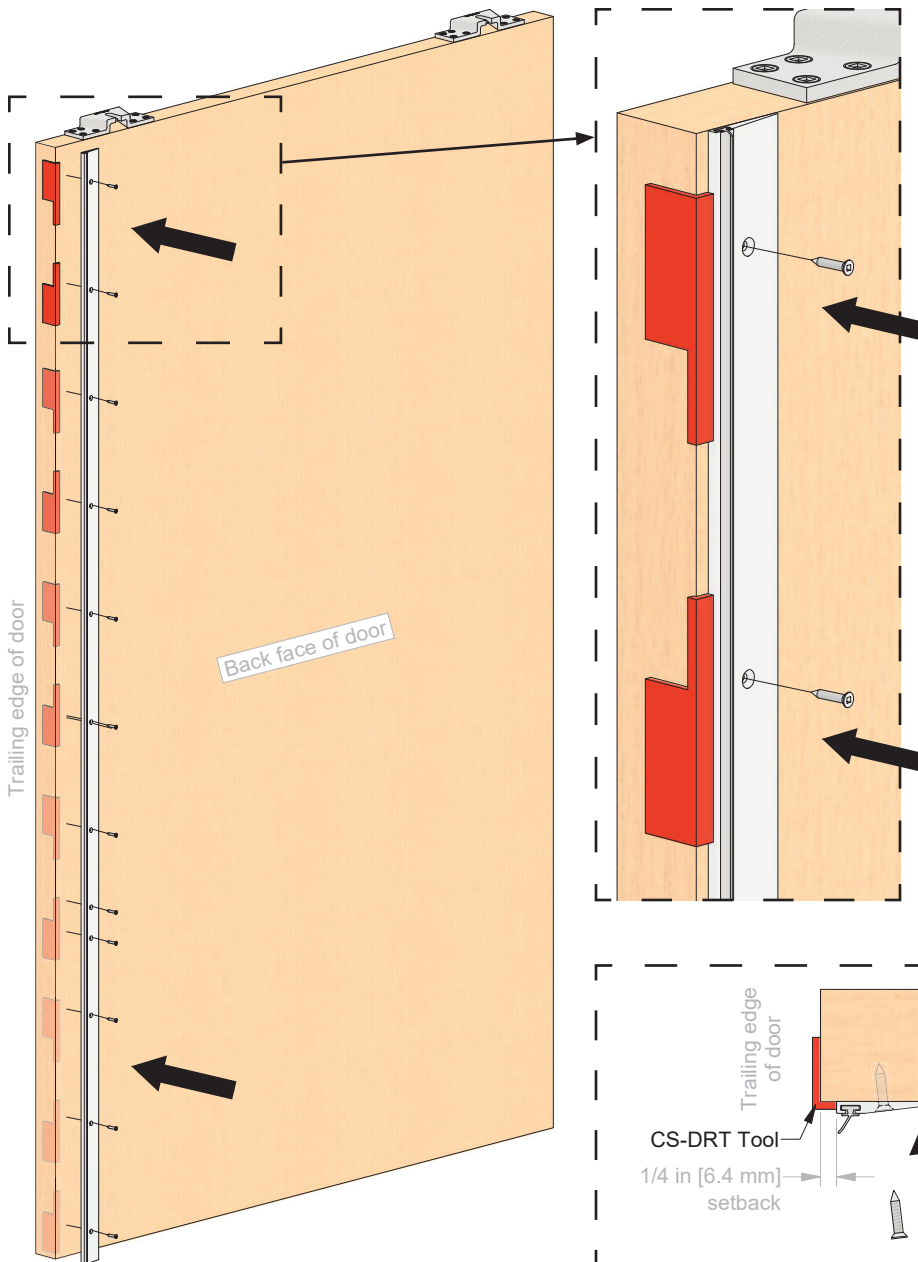 Trailing edge of door
Back face of door
Trailing edge
of door
CS-DRT Tool
1/4 in [6.4 mm]
setback